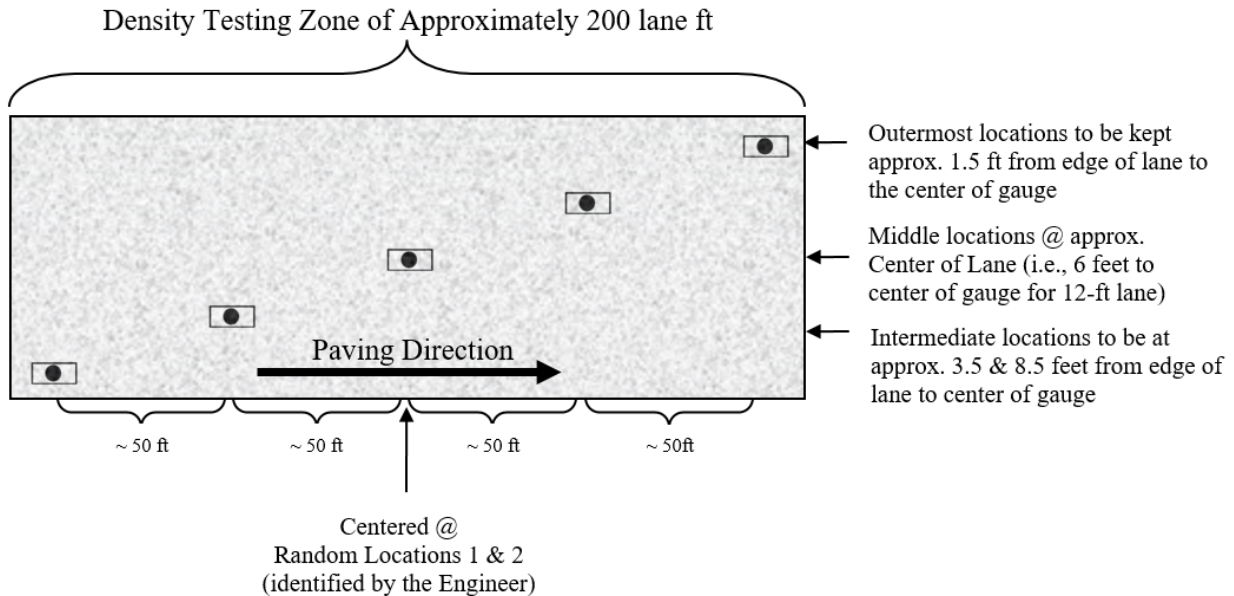 Density Testing Zone of Approximately 200 lane ft
Outermost locations to be kept
approx. 1.5 ft from edge of lane to
the center of gauge
Middle locations @ approx.
Center of Lane (i.e., 6 feet to
center of gauge for 12-ft lane)
Intermediate locations to be at
approx. 3.5 & 8.5 feet from edge of
lane to center of gauge
Paving Direction
~ 50 ft
~ 50 ft
~ 50 ft
~ 50ft
Centered @
Random Locations 1 & 2
(identified by the Engineer)